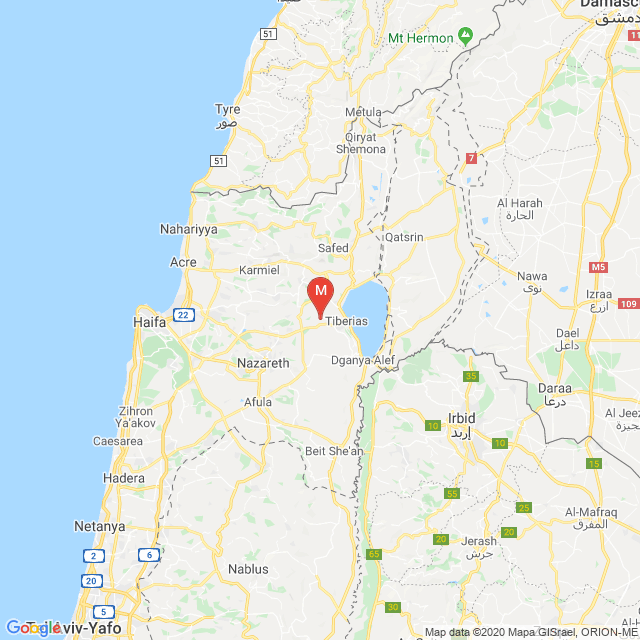 Damasc
دمشق
51
Mt Hermon
11
Tyre
صور
Metula
Qiryat
Shemona
51
7
Al Harah
الحارة
Nahariyya
Safed
Qatsrin
Acre
Karmiel
M5
Nawa
نوى
M
Izraa
ازرع
109
22
Haifa
Tiberias
Dael
داعل
Nazareth
Dganya Alef
35
Daraa
درعا
Zihron
Ya'akov
Afula
Irbid
إربد
10
Al Jeez
الجيزة
Caesarea
10
Beit She'an
15
Hadera
55
25
Al-Mafraq
المفرق
Netanya
20
20
Jerash
جرش
2
6
65
Nablus
20
5
30
Google
Tel Aviv-Yafo
Map data ©2020 Mapa GISrael, ORION-ME